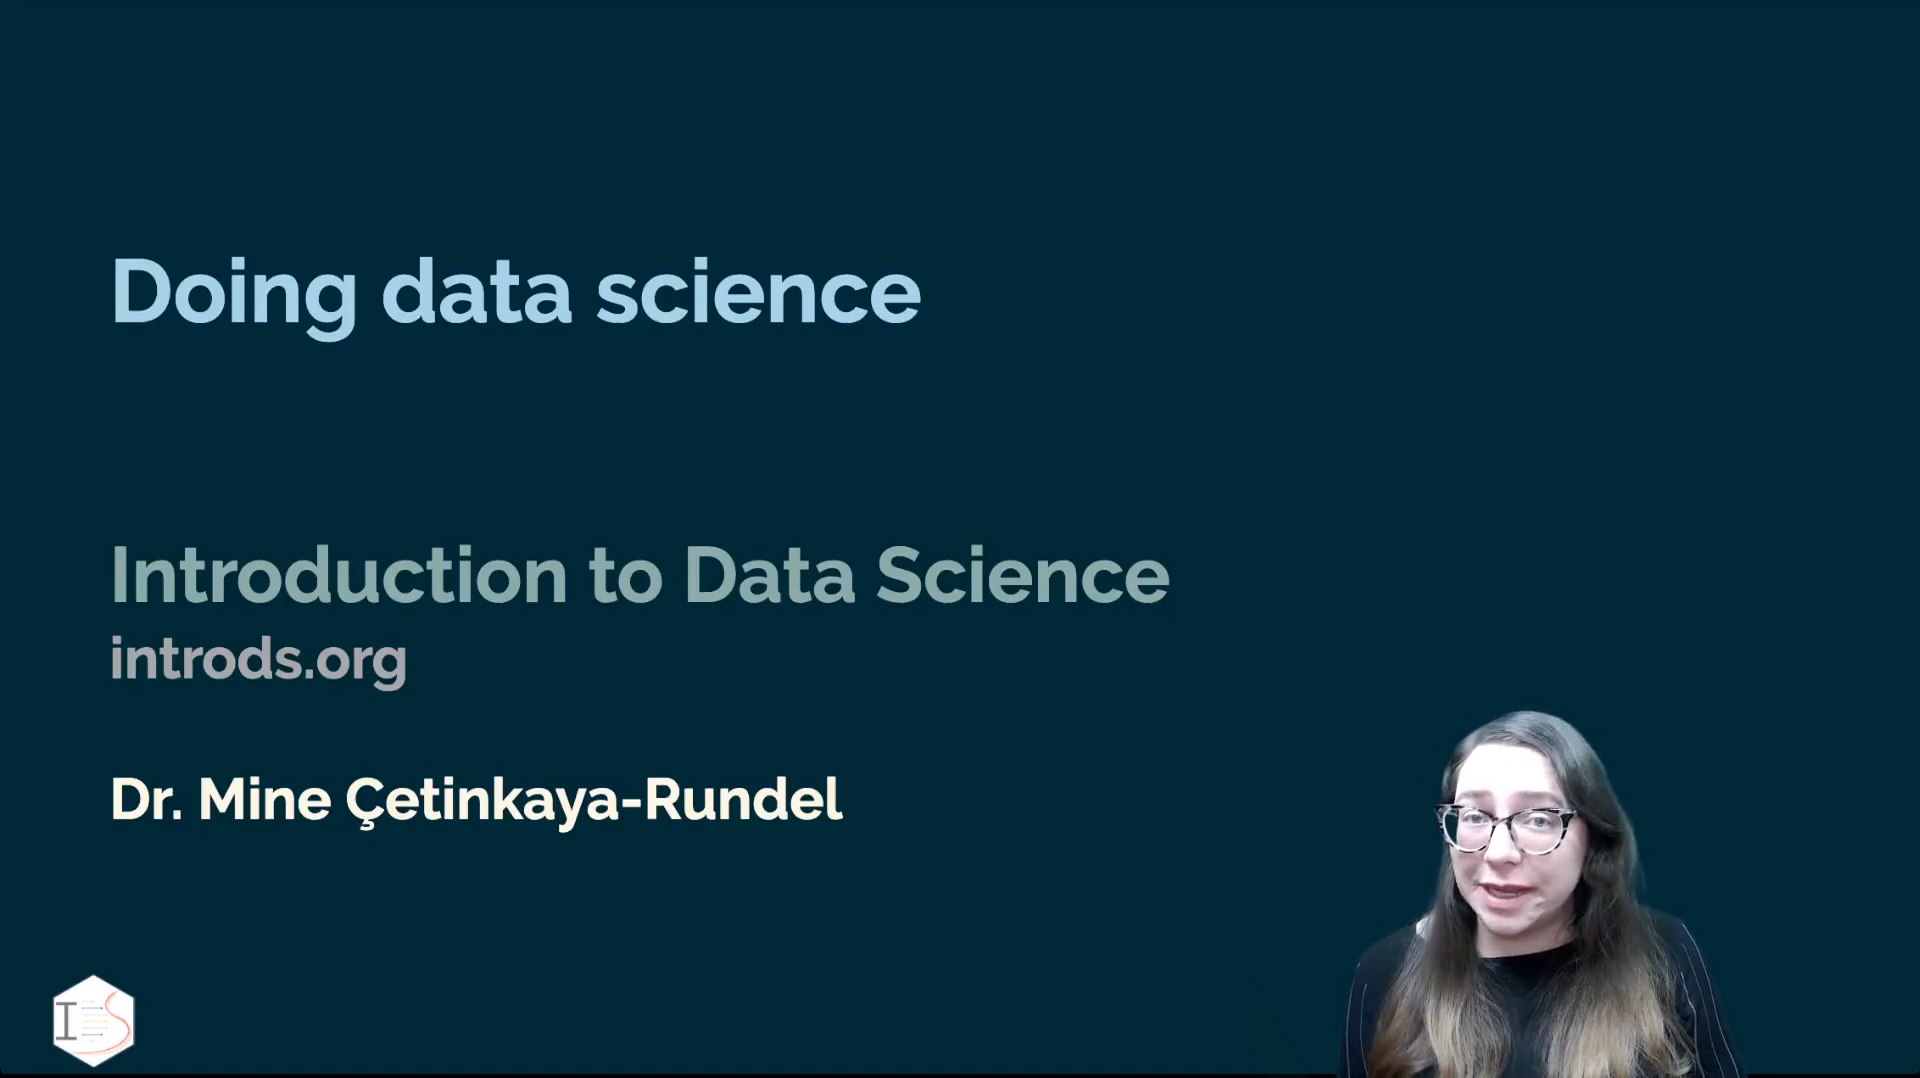 Doing data science
Introduction to Data Science
introds.org
Dr. Mine Çetinkaya-Rundel
I S